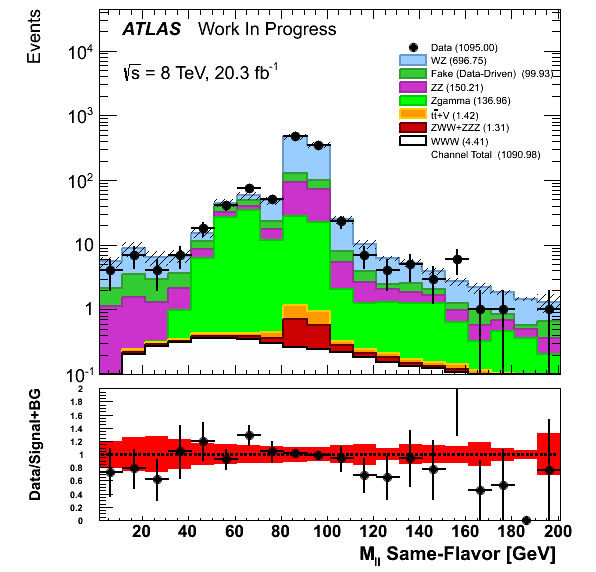 Events
ATLAS Work In Progress
√s = 8 TeV, 20.3 fb⁻¹
Data (1095.00)
WZ (696.75)
Fake (Data-Driven) (99.93)
ZZ (150.21)
Zgamma (136.96)
tt̄+V (1.42)
ZWW+ZZZ (1.31)
WWW (4.41)
Channel Total (1090.98)
10⁴
10³
10²
10
1
10⁻¹
Data/Signal+BG
2
1.8
1.6
1.4
1.2
1
0.8
0.6
0.4
0.2
0
20 40 60 80 100 120 140 160 180 200
M_ll Same-Flavor [GeV]